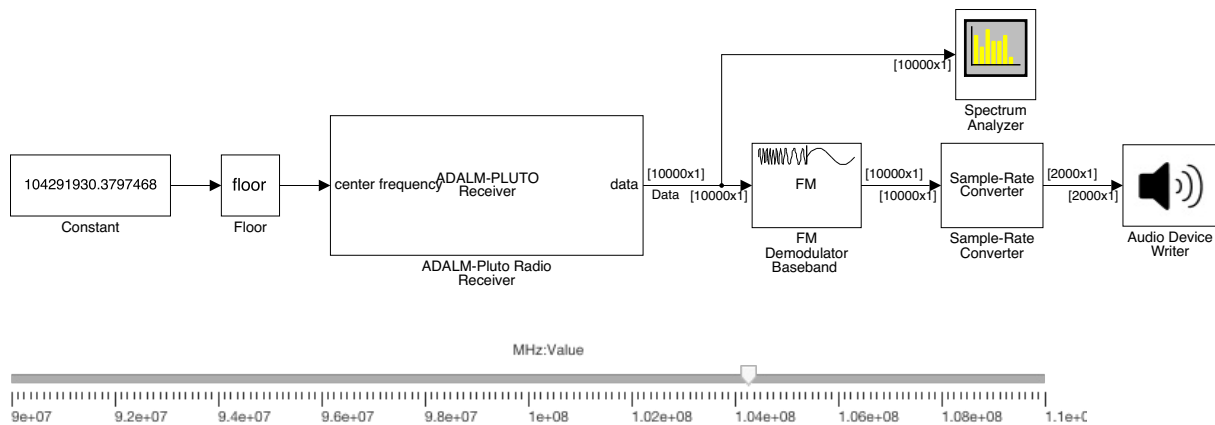 [10000x1]
Spectrum
Analyzer
104291930.3797468
Constant
floor
Floor
center frequency
ADALM-PLUTO
Receiver
data
ADALM-Pluto Radio
Receiver
[10000x1]
Data
[10000x1]
FM
FM
Demodulator
Baseband
[10000x1]
[10000x1]
Sample-Rate
Converter
Sample-Rate
Converter
[2000x1]
[2000x1]
Audio Device
Writer
MHz:Value
9e+07 9.2e+07 9.4e+07 9.6e+07 9.8e+07 1e+08 1.02e+08 1.04e+08 1.06e+08 1.08e+08